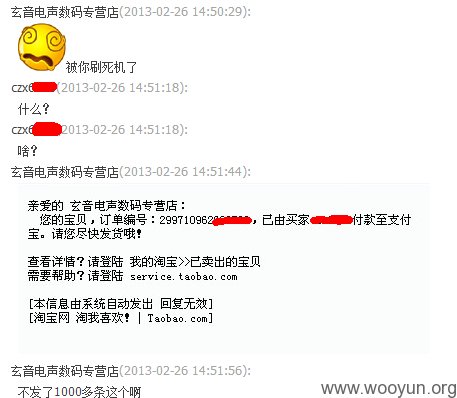 玄音电声数码专营店(2013-02-26 14:50:29):
被你刷死机了
czx6(2013-02-26 14:51:18):
什么?
czx6 2013-02-26 14:51:18):
啥?
玄音电声数码专营店(2013-02-26 14:51:44):
亲爱的 玄音电声数码专营店:
您的宝贝,订单编号:299710962,已由买家付款至支付
宝。请您尽快发货哦!
查看详情?请登陆 我的淘宝>>已卖出的宝贝
需要帮助?请登陆 service.taobao.com
[本信息由系统自动发出 回复无效]
[淘宝网 淘我喜欢! | Taobao.com]
玄音电声数码专营店(2013-02-26 14:51:56):
不发了1000多条这个啊
www.wooyun.org